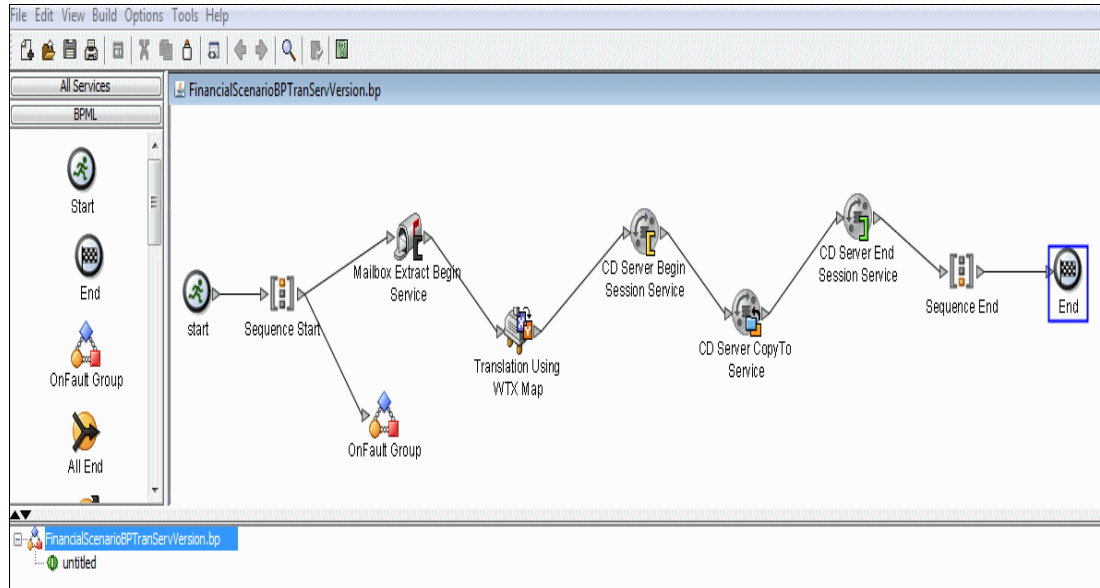 File Edit View Build Options Tools Help
All Services
BPML
Start
End
OnFault Group
All End
FinancialScenarioBPTranServVersion.bp
start
Sequence Start
Mailbox Extract Begin
Service
OnFault Group
Translation Using
WTX Map
CD Server Begin
Session Service
CD Server CopyTo
Service
CD Server End
Session Service
Sequence End
End
FinancialScenarioBPTranServVersion.bp
untitled